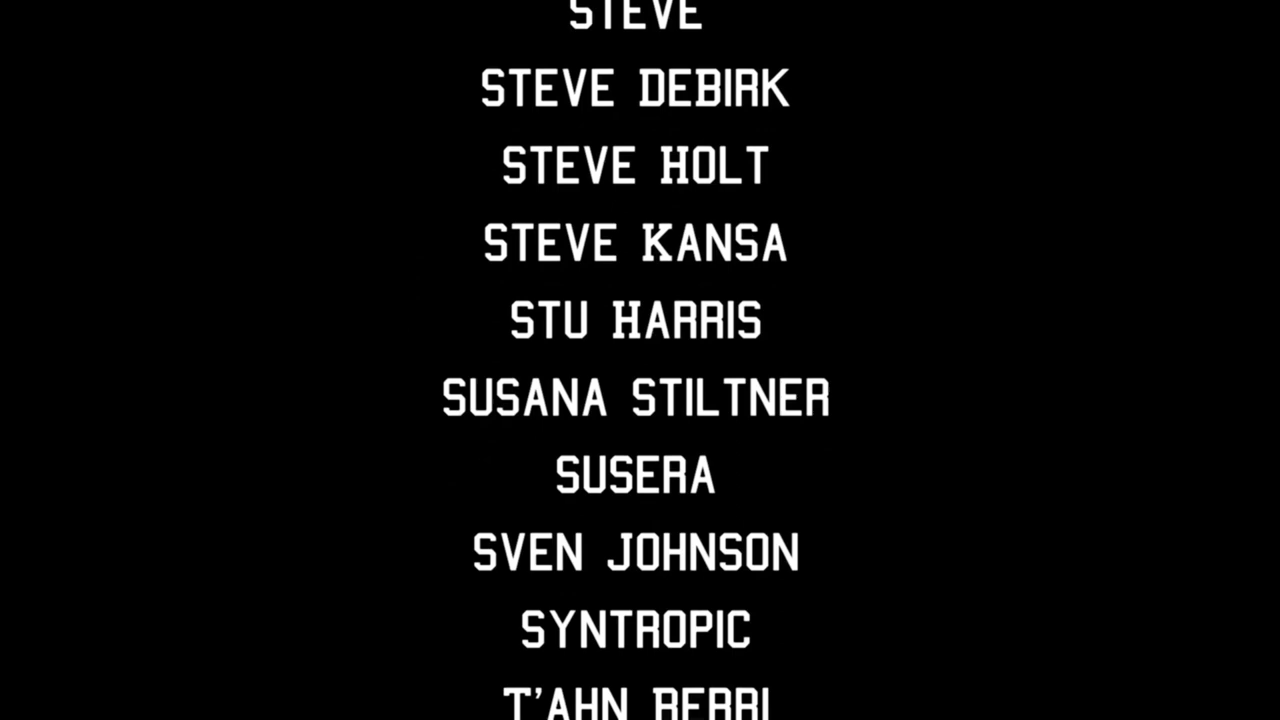 STEVE
STEVE DEBIRK
STEVE HOLT
STEVE KANSA
STU HARRIS
SUSANA STILTNER
SUSERA
SVEN JOHNSON
SYNTROPIC
T'AHN BERRI